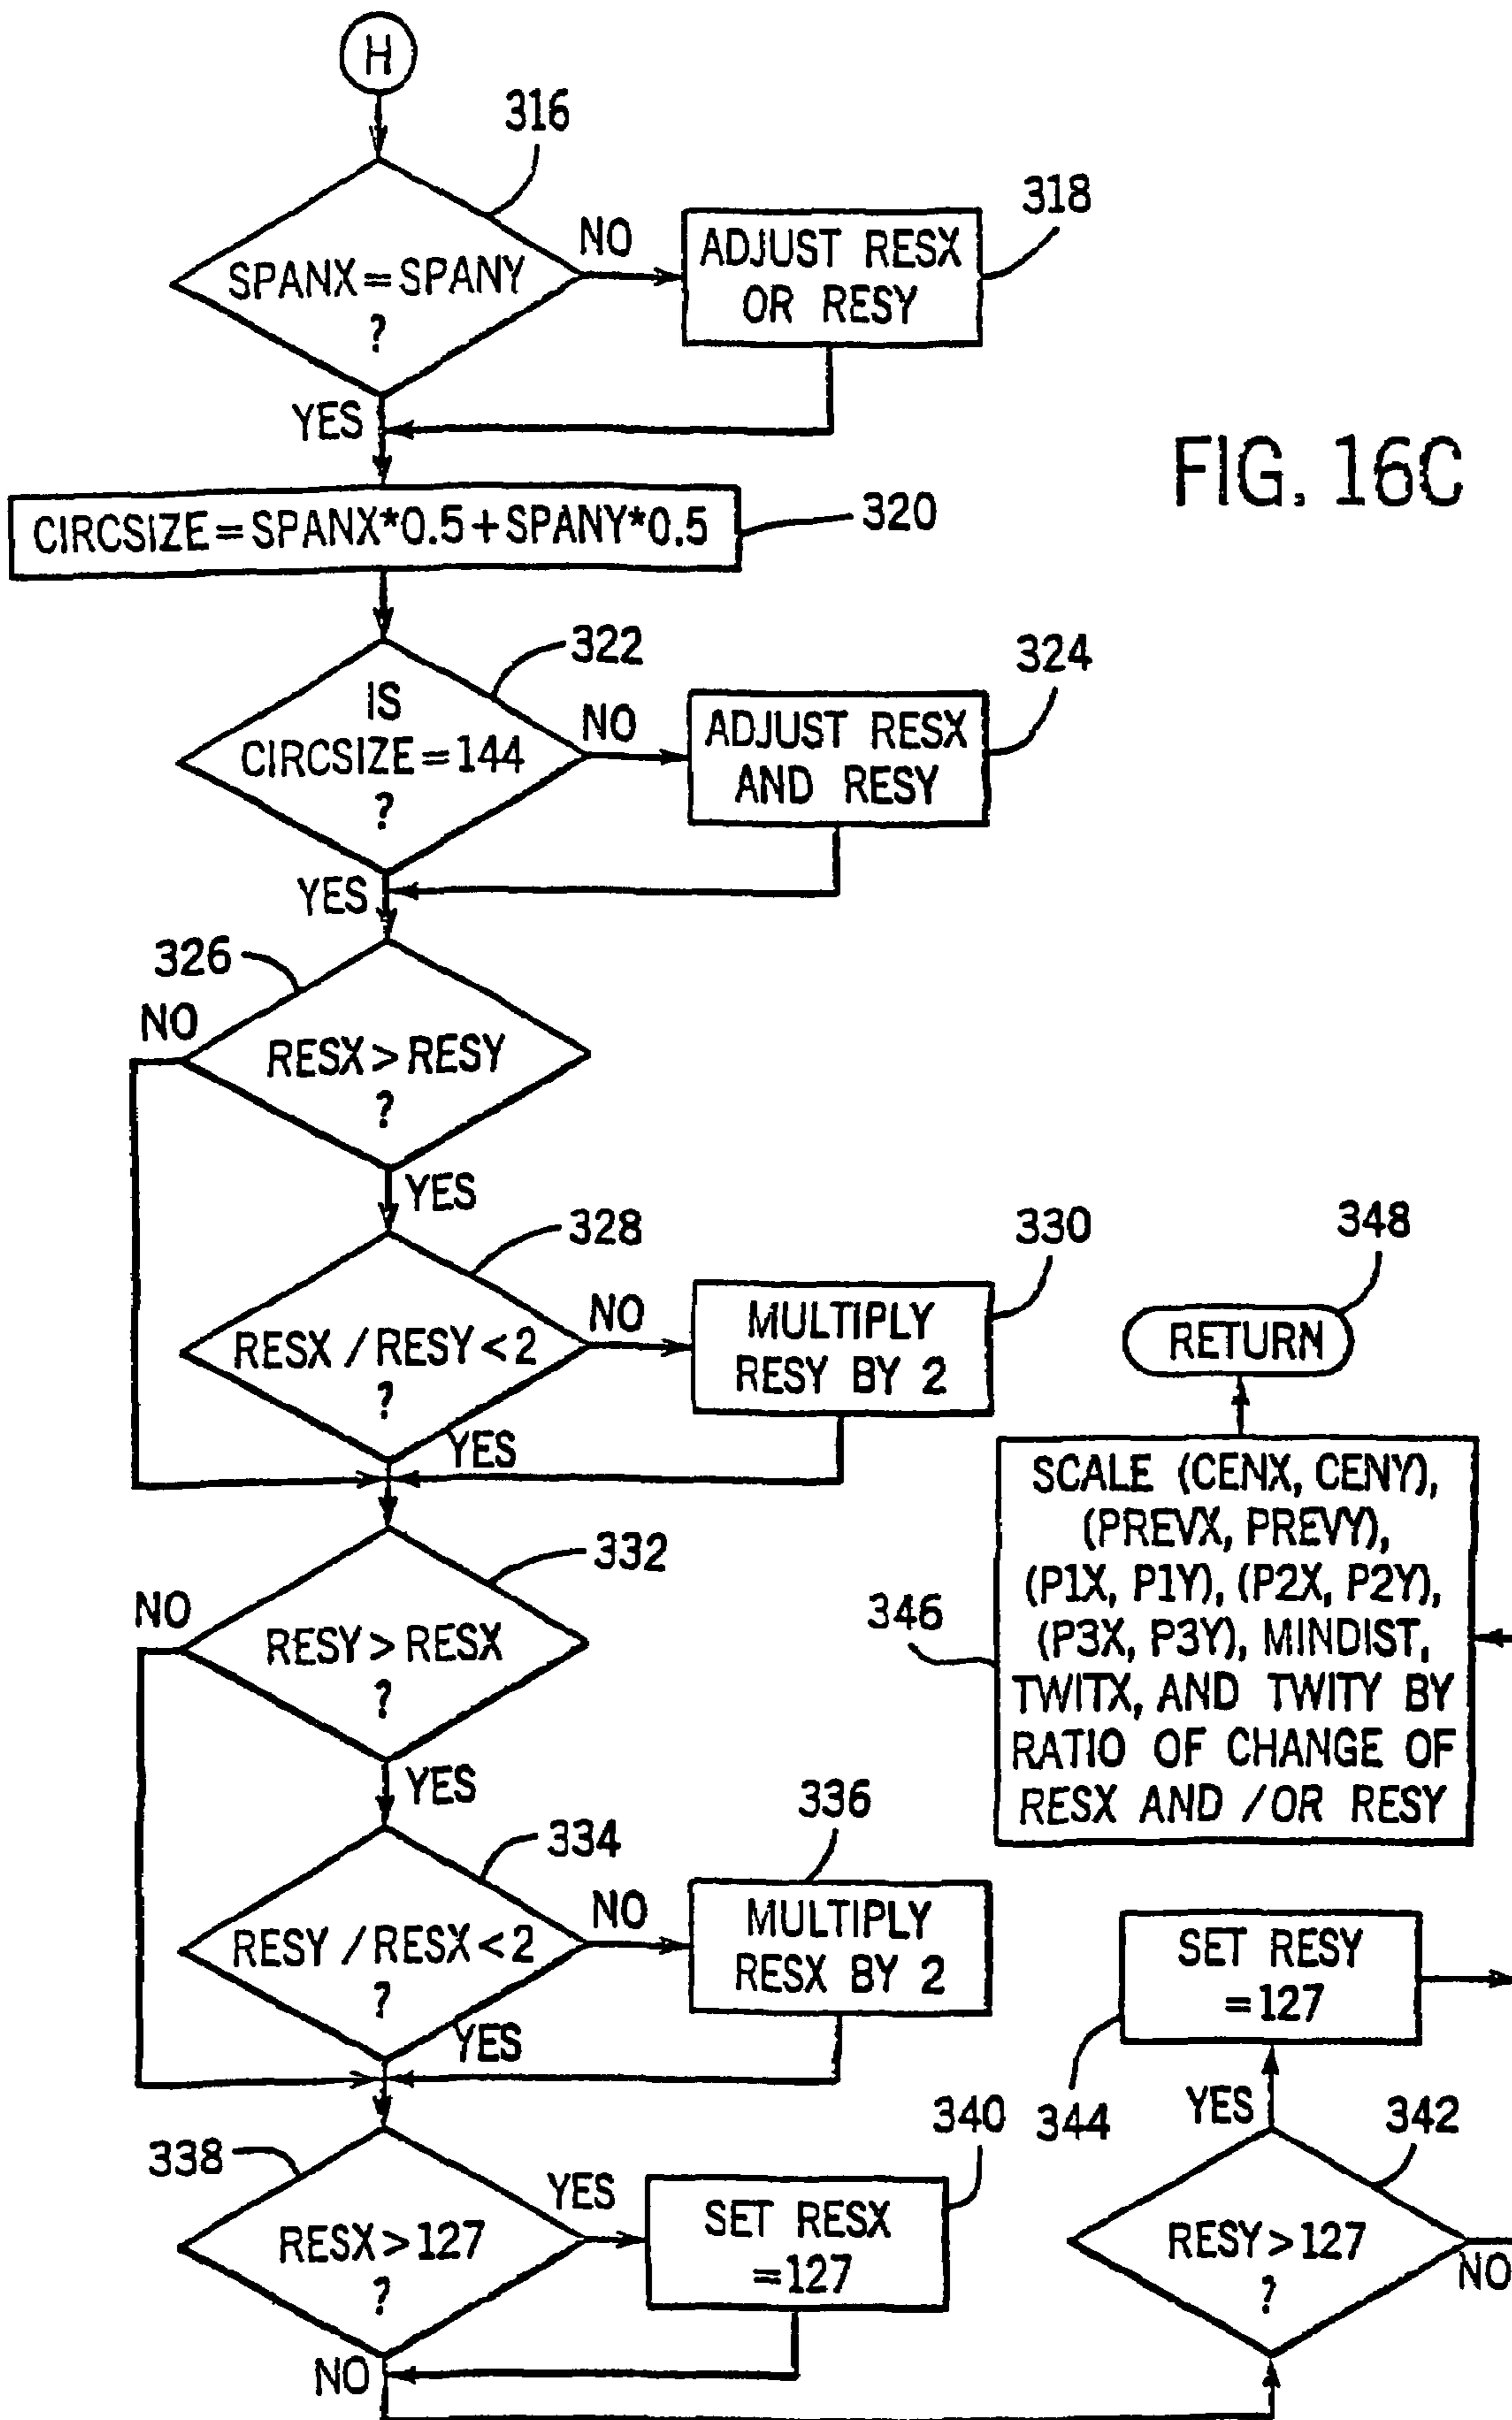 H
316
SPANX=SPANY
?
NO
ADJUST RESX
OR RESY
318
YES
FIG. 16C
CIRCSIZE=SPANX*0.5+SPANY*0.5
320
322
IS
CIRCSIZE=144
?
NO
ADJUST RESX
AND RESY
324
YES
326
NO
RESX>RESY
?
YES
328
RESX/RESY<2
?
NO
MULTIPLY
RESY BY 2
330
YES
332
NO
RESY>RESX
?
YES
334
RESY/RESX<2
?
NO
MULTIPLY
RESX BY 2
336
YES
338
RESX>127
?
YES
SET RESX
=127
340
NO
342
RESY>127
?
NO
YES
SET RESY
=127
344
346
SCALE (CENX, CENY),
(PREVX, PREVY),
(P1X, P1Y), (P2X, P2Y),
(P3X, P3Y), MINDIST,
TWITX, AND TWITY BY
RATIO OF CHANGE OF
RESX AND /OR RESY
RETURN
348